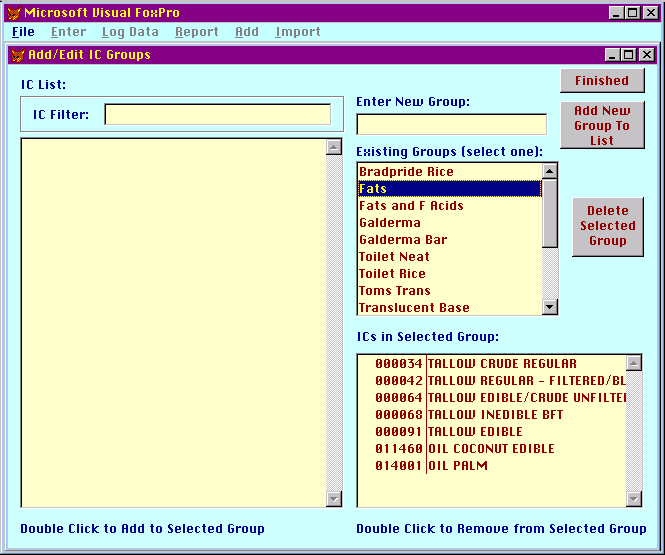 Microsoft Visual FoxPro
File Enter Log Data Report Add Import
Add/Edit IC Groups
IC List:
IC Filter:
Enter New Group:
Finished
Add New
Group To
List
Existing Groups (select one):
Bradpride Rice
Fats
Fats and F Acids
Galderma
Galderma Bar
Toilet Neat
Toilet Rice
Toms Trans
Translucent Base
Delete
Selected
Group
ICs in Selected Group:
000034 TALLOW CRUDE REGULAR
000042 TALLOW REGULAR - FILTERED/BL
000064 TALLOW EDIBLE/CRUDE UNFILTE
000068 TALLOW INEDIBLE BFT
000091 TALLOW EDIBLE
011460 OIL COCONUT EDIBLE
014001 OIL PALM
Double Click to Add to Selected Group
Double Click to Remove from Selected Group